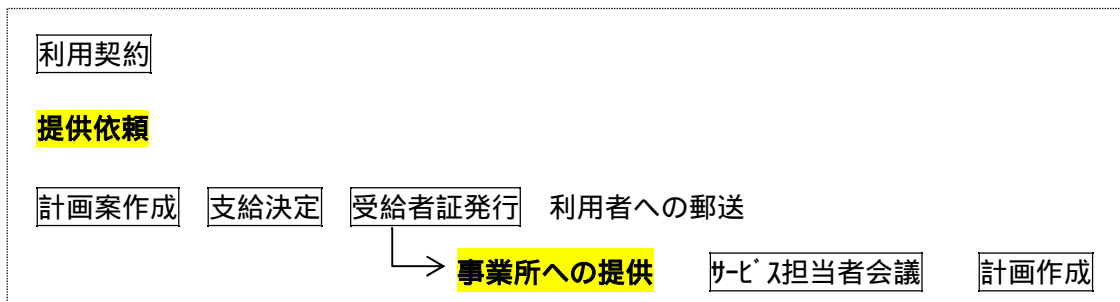 利用契約
提供依頼
計画案作成 支給決定 受給者証発行 利用者への郵送
事業所への提供 ｻｰﾋﾞｽ担当者会議 計画作成